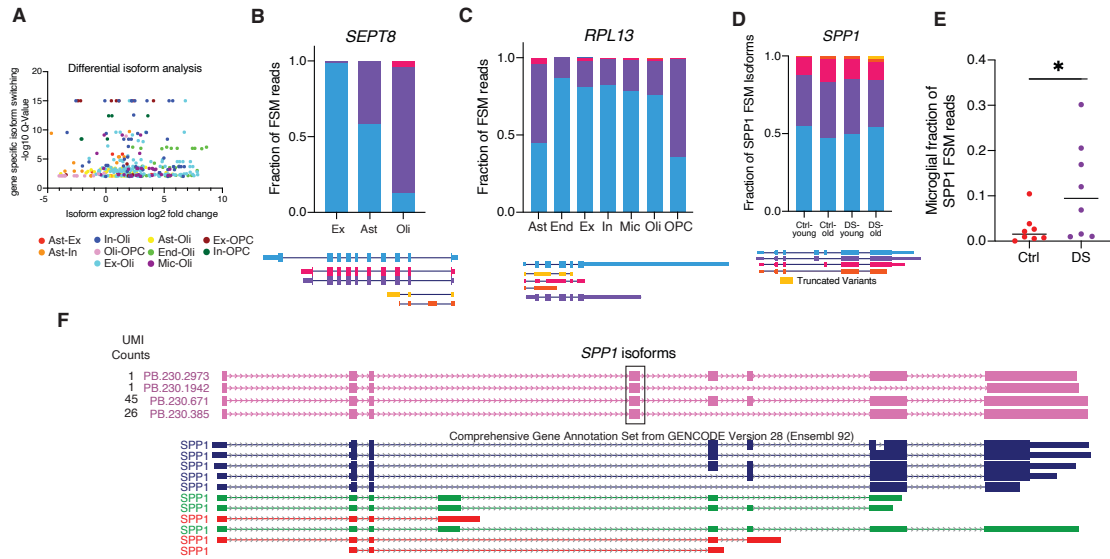 A
Differential isoform analysis
gene specific isoform switching
-log10 Q-Value
-20
-15
-10
5
0
-5
0
5
10
Isoform expression log2 fold change
Ast-Ex
In-Oli
Ast-Oli
Ex-OPC
Ast-In
Oli-OPC
End-Oli
In-OPC
Ex-Oli
Mic-Oli
B
SEPT8
Fraction of FSM reads
1.0
0.5
0.0
Ex Ast Oli
C
RPL13
Fraction of FSM reads
1.0
0.5
0.0
Ast End Ex In Mic Oli OPC
D
SPP1
Fraction of SPP1 FSM Isoforms
1.0
0.5
0.0
Ctrl-young
Ctrl-old
DS-young
DS-old
Truncated Variants
E
Microglial fraction of
SPP1 FSM reads
0.4
0.3
0.2
0.1
0.0
*
Ctrl DS
F
UMI
Counts
SPP1 isoforms
1 PB.230.2973
1 PB.230.1942
45 PB.230.671
26 PB.230.385
Comprehensive Gene Annotation Set from GENCODE Version 28 (Ensembl 92)
SPP1
SPP1
SPP1
SPP1
SPP1
SPP1
SPP1
SPP1
SPP1
SPP1
SPP1